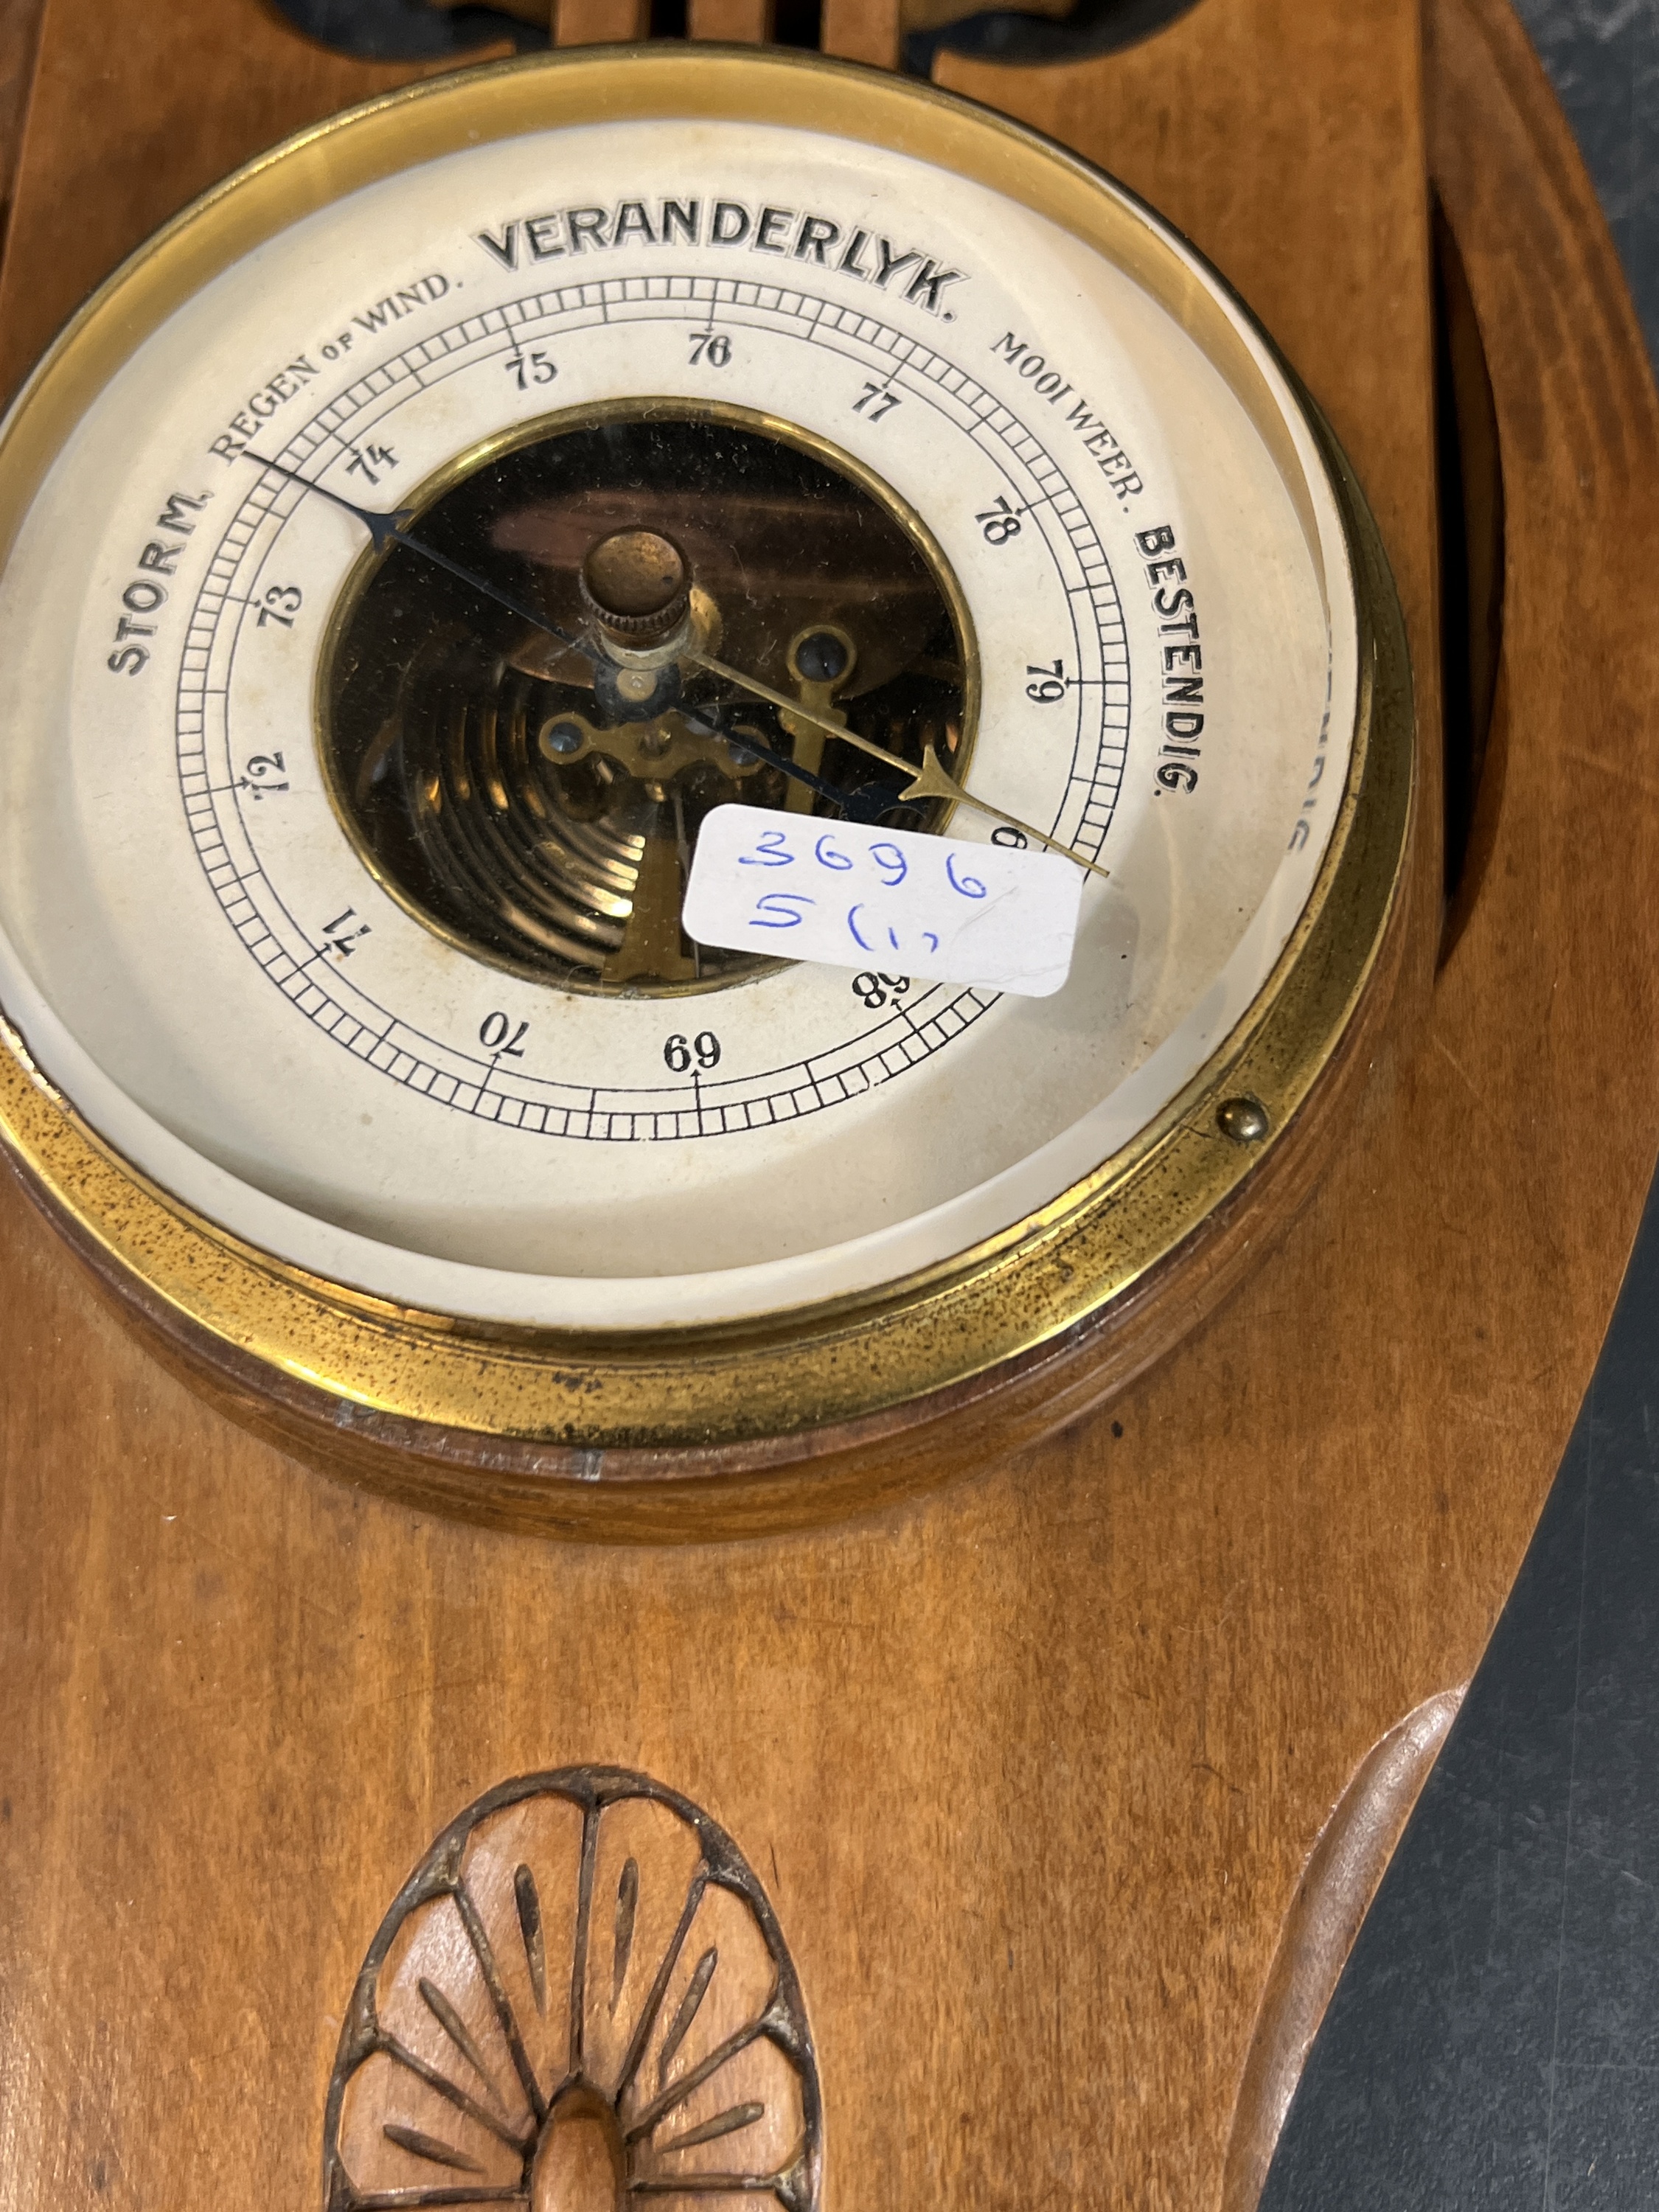 STORM.
REGEN OF WIND.
VERANDERLYK.
MOOI WEER.
BESTENDIG.
71
72
73
74
75
76
77
78
79
68
69
70
3696